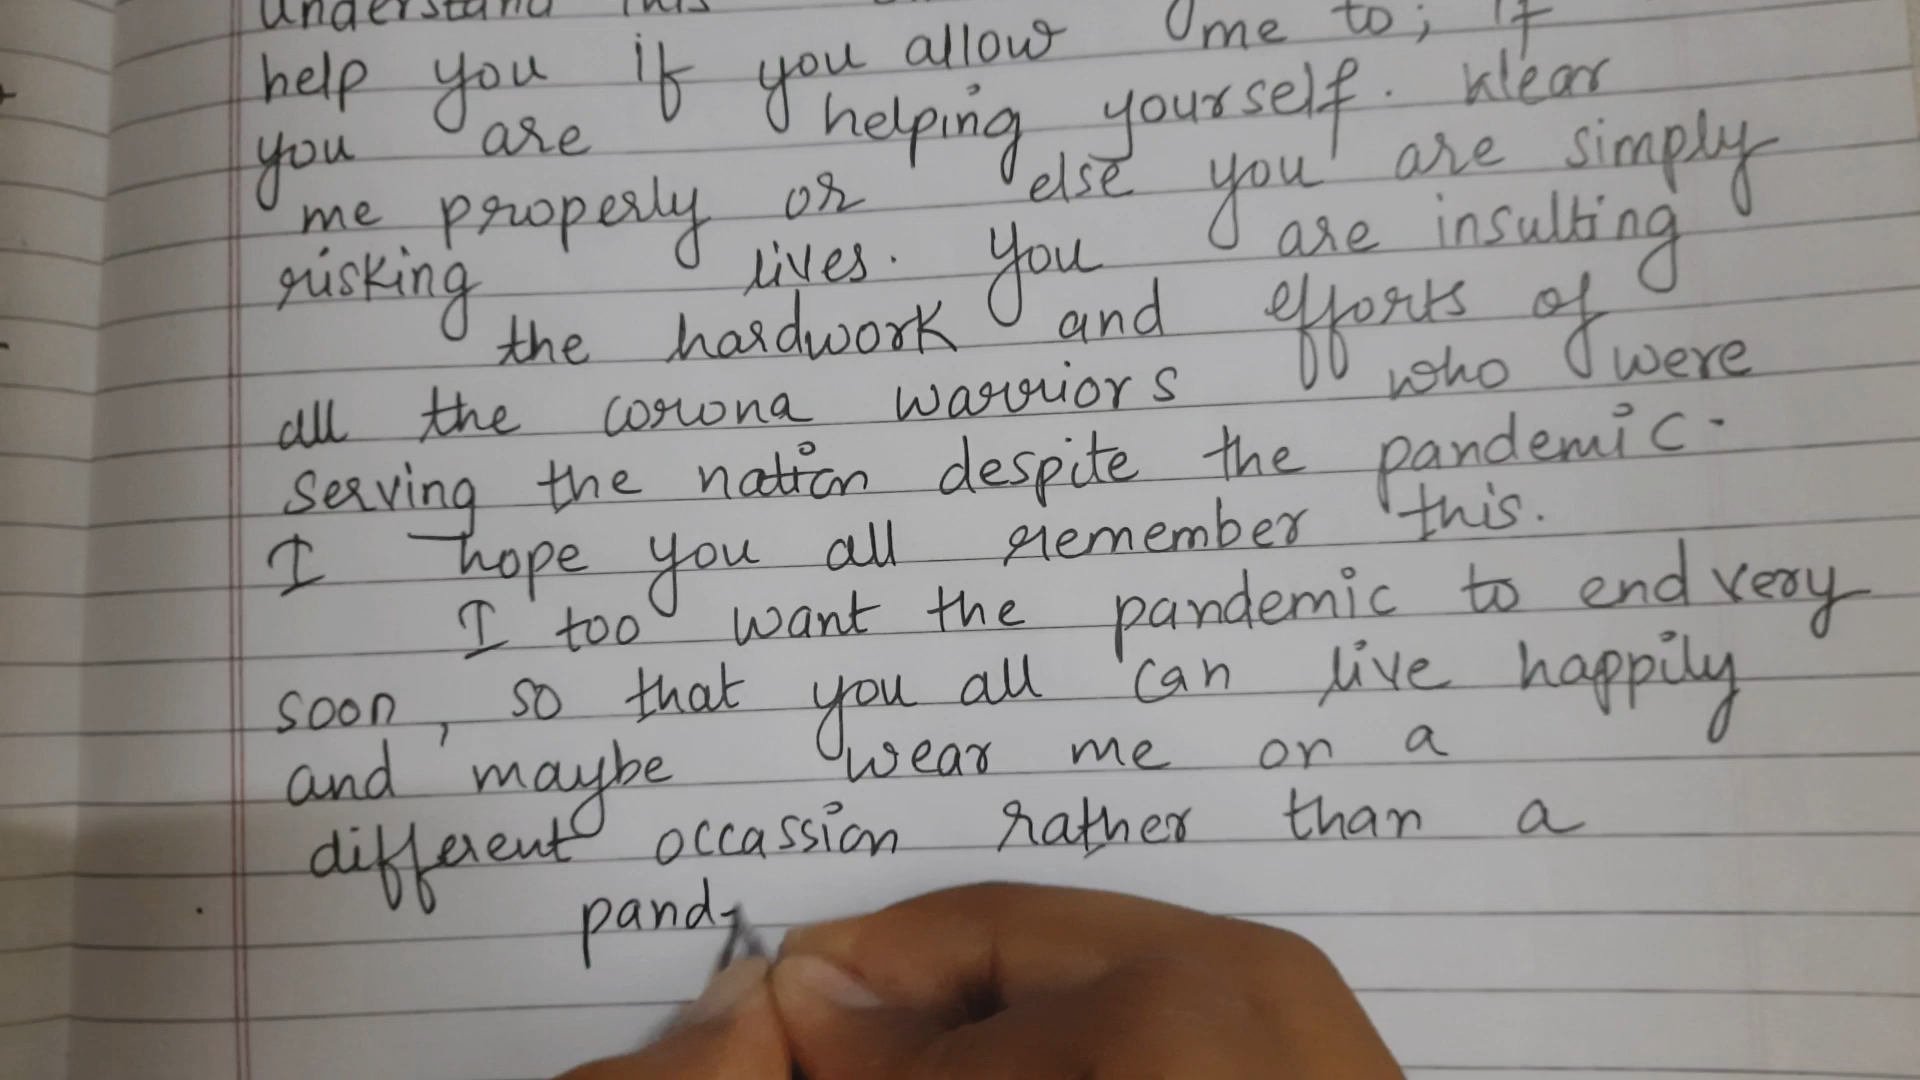 understand this
help you if you allow me to; if
you are helping yourself. Wear
me properly or else you are simply
risking lives. You are insulting
the hardwork and efforts of
all the corona warriors who were
serving the nation despite the pandemic.
I hope you all remember this.
I too want the pandemic to end very
soon, so that you all can live happily
and maybe wear me on a
different occassion rather than a
pand